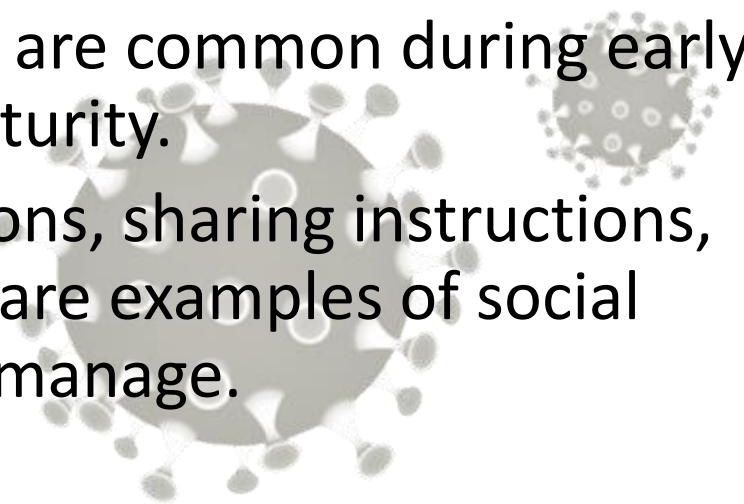 are common during early
turity.
ons, sharing instructions,
are examples of social
manage.